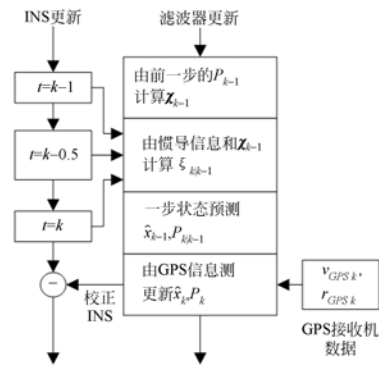 INS更新
滤波器更新
t=k−1
由前一步的P_{k−1}
计算χ_{k−1}
t=k−0.5
由惯导信息和χ_{k−1}
计算 ξ_{k|k−1}
t=k
一步状态预测
x̂_{k−1},P_{k|k−1}
−
校正
INS
由GPS信息测
更新x̂_k,P_k
v_{GPS k},
r_{GPS k}
GPS接收机
数据